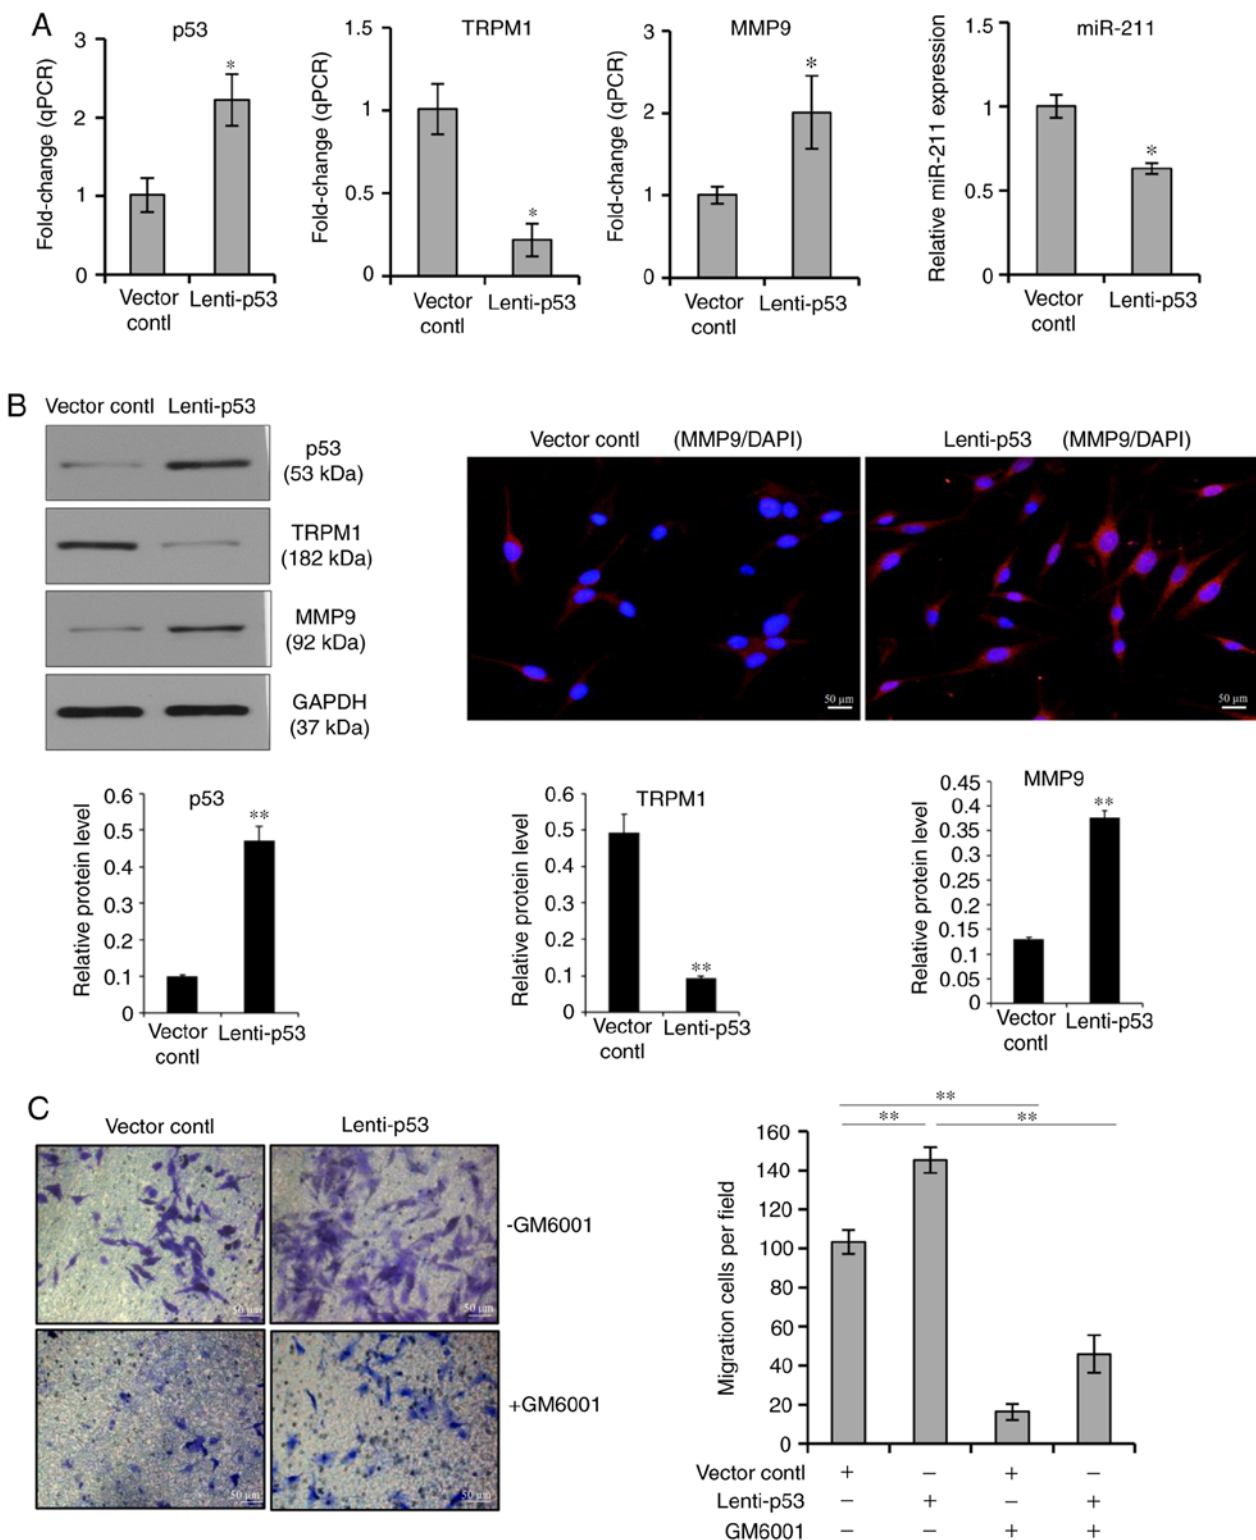 A
p53
TRPM1
MMP9
miR-211
Fold-change (qPCR)
3
2
1
0
*
Vector contl
Lenti-p53
Fold-change (qPCR)
1.5
1
0.5
0
*
Vector contl
Lenti-p53
Fold-change (qPCR)
3
2
1
0
*
Vector contl
Lenti-p53
Relative miR-211 expression
1.5
1
0.5
0
*
Vector contl
Lenti-p53
B
Vector contl Lenti-p53
p53
(53 kDa)
TRPM1
(182 kDa)
MMP9
(92 kDa)
GAPDH
(37 kDa)
Vector contl (MMP9/DAPI)
Lenti-p53 (MMP9/DAPI)
50 µm
50 µm
p53
Relative protein level
0.6
0.5
0.4
0.3
0.2
0.1
0
**
Vector contl
Lenti-p53
TRPM1
Relative protein level
0.6
0.5
0.4
0.3
0.2
0.1
0
**
Vector contl
Lenti-p53
MMP9
Relative protein level
0.45
0.4
0.35
0.3
0.25
0.2
0.15
0.1
0.05
0
**
Vector contl
Lenti-p53
C
Vector contl
Lenti-p53
-GM6001
+GM6001
50 µm
50 µm
50 µm
50 µm
**
**
**
Migration cells per field
160
140
120
100
80
60
40
20
0
Vector contl + − + −
Lenti-p53 − + − +
GM6001 − − + +